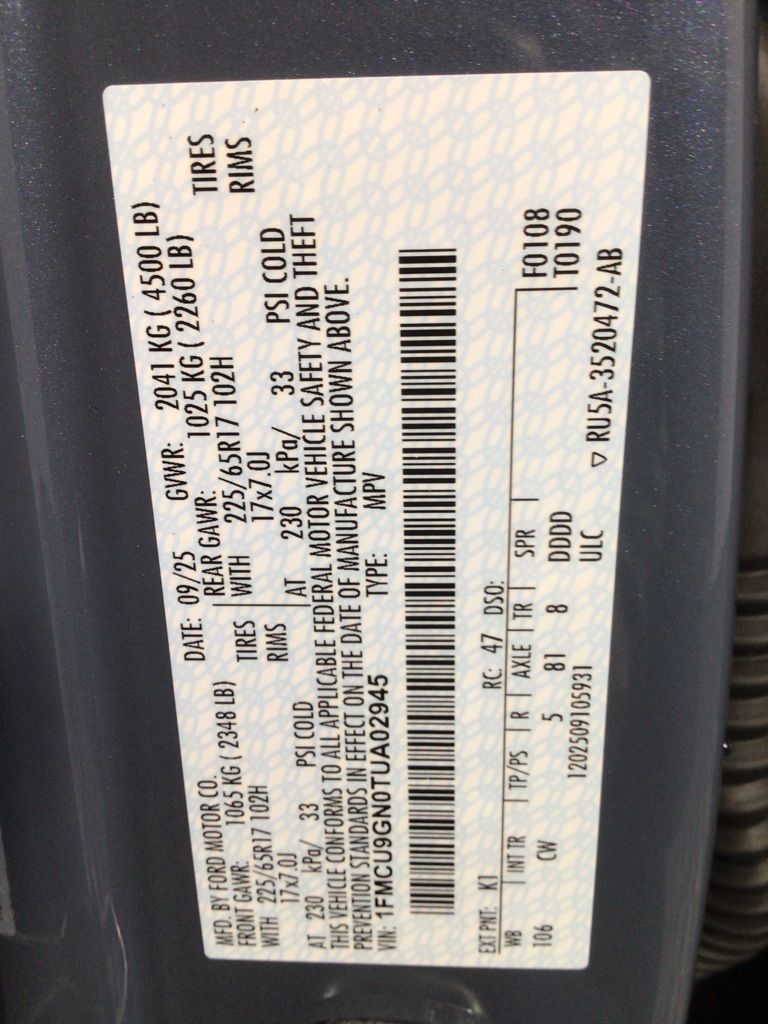 MFD. BY FORD MOTOR CO. DATE: 09/25 GVWR: 2041 KG ( 4500 LB)
FRONT GAWR: 1065 KG ( 2348 LB) REAR GAWR: 1025 KG ( 2260 LB)
WITH 225/65R17 102H TIRES WITH 225/65R17 102H TIRES
17x7.0J RIMS 17x7.0J RIMS
AT 230 kPa/ 33 PSI COLD AT 230 kPa/ 33 PSI COLD
THIS VEHICLE CONFORMS TO ALL APPLICABLE FEDERAL MOTOR VEHICLE SAFETY AND THEFT
PREVENTION STANDARDS IN EFFECT ON THE DATE OF MANUFACTURE SHOWN ABOVE.
VIN: 1FMCU9GN0TUA02945 TYPE: MPV
EXT PNT: K1 RC: 47 DSO:
WB INT TR TP/PS R AXLE TR SPR F0108
106 CW 5 81 8 DDDD T0190
1202509105931 ULC ▽ RU5A-3520472-AB